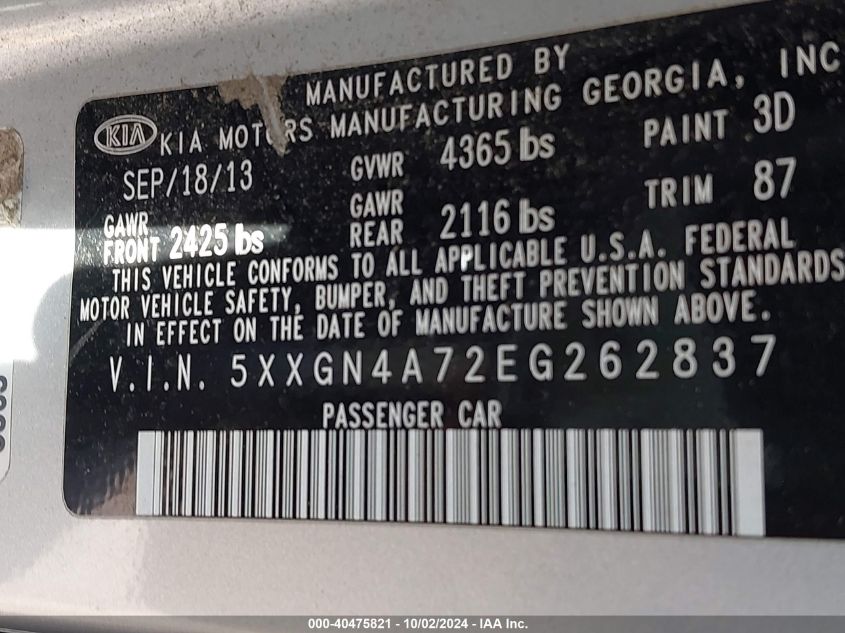 MANUFACTURED BY
KIA KIA MOTORS MANUFACTURING GEORGIA, INC
SEP/18/13 GVWR 4365 lbs PAINT 3D
GAWR FRONT 2425 lbs GAWR REAR 2116 lbs TRIM 87
THIS VEHICLE CONFORMS TO ALL APPLICABLE U.S.A. FEDERAL
MOTOR VEHICLE SAFETY, BUMPER, AND THEFT PREVENTION STANDARDS
IN EFFECT ON THE DATE OF MANUFACTURE SHOWN ABOVE.
V.I.N. 5XXGN4A72EG262837
PASSENGER CAR
000-40475821 - 10/02/2024 - IAA Inc.